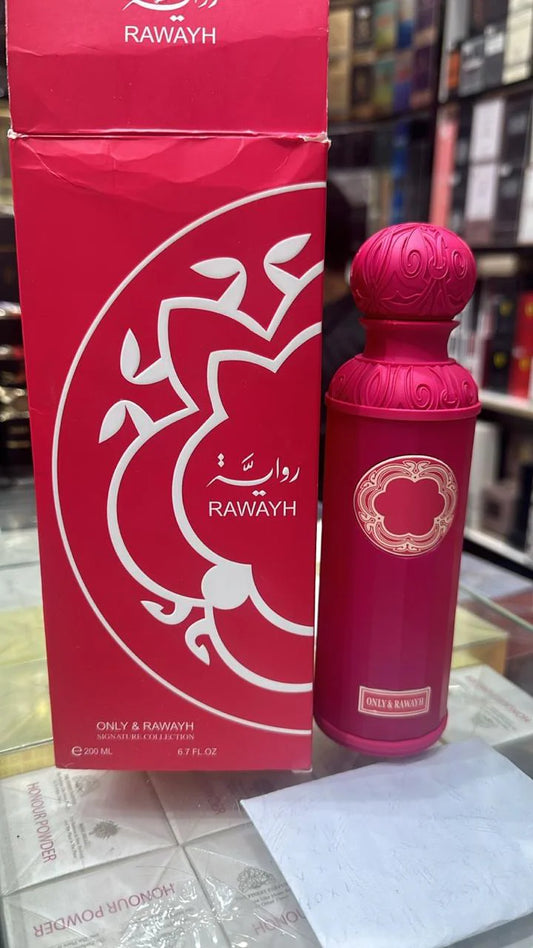 RAWAYH
رواية
RAWAYH
ONLY & RAWAYH
SIGNATURE COLLECTION
e 200 ML 6.7 FL.OZ
ONLY & RAWAYH
HONOUR POWDER
HONOUR POWDER